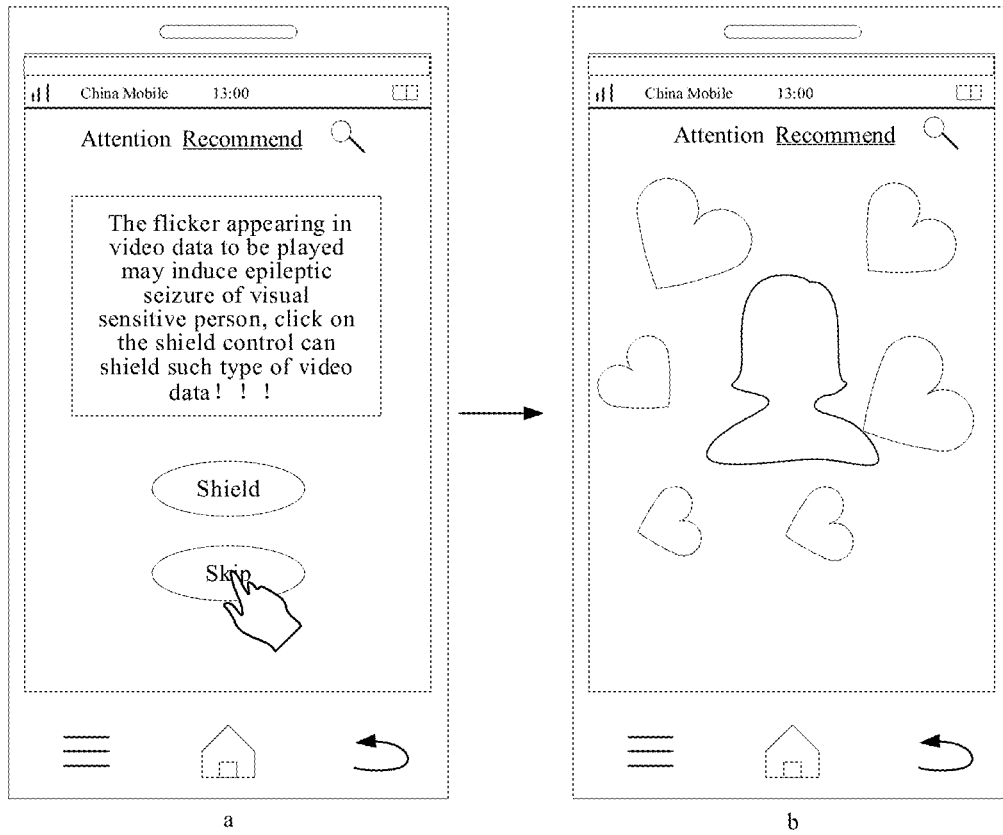 China Mobile 13:00
Attention Recommend
The flicker appearing in
video data to be played
may induce epileptic
seizure of visual
sensitive person, click on
the shield control can
shield such type of video
data! ! !
Shield
Skip
a
China Mobile 13:00
Attention Recommend
b